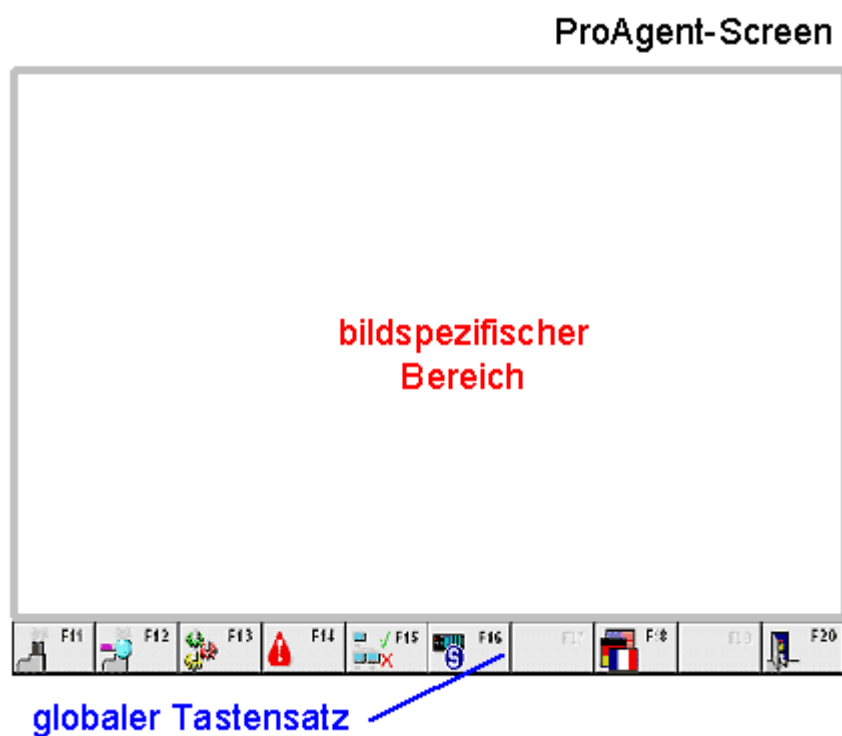 ProAgent-Screen
bildspezifischer
Bereich
F11 F12 F13 F14 F15 F16 F17 F18 F19 F20
globaler Tastensatz